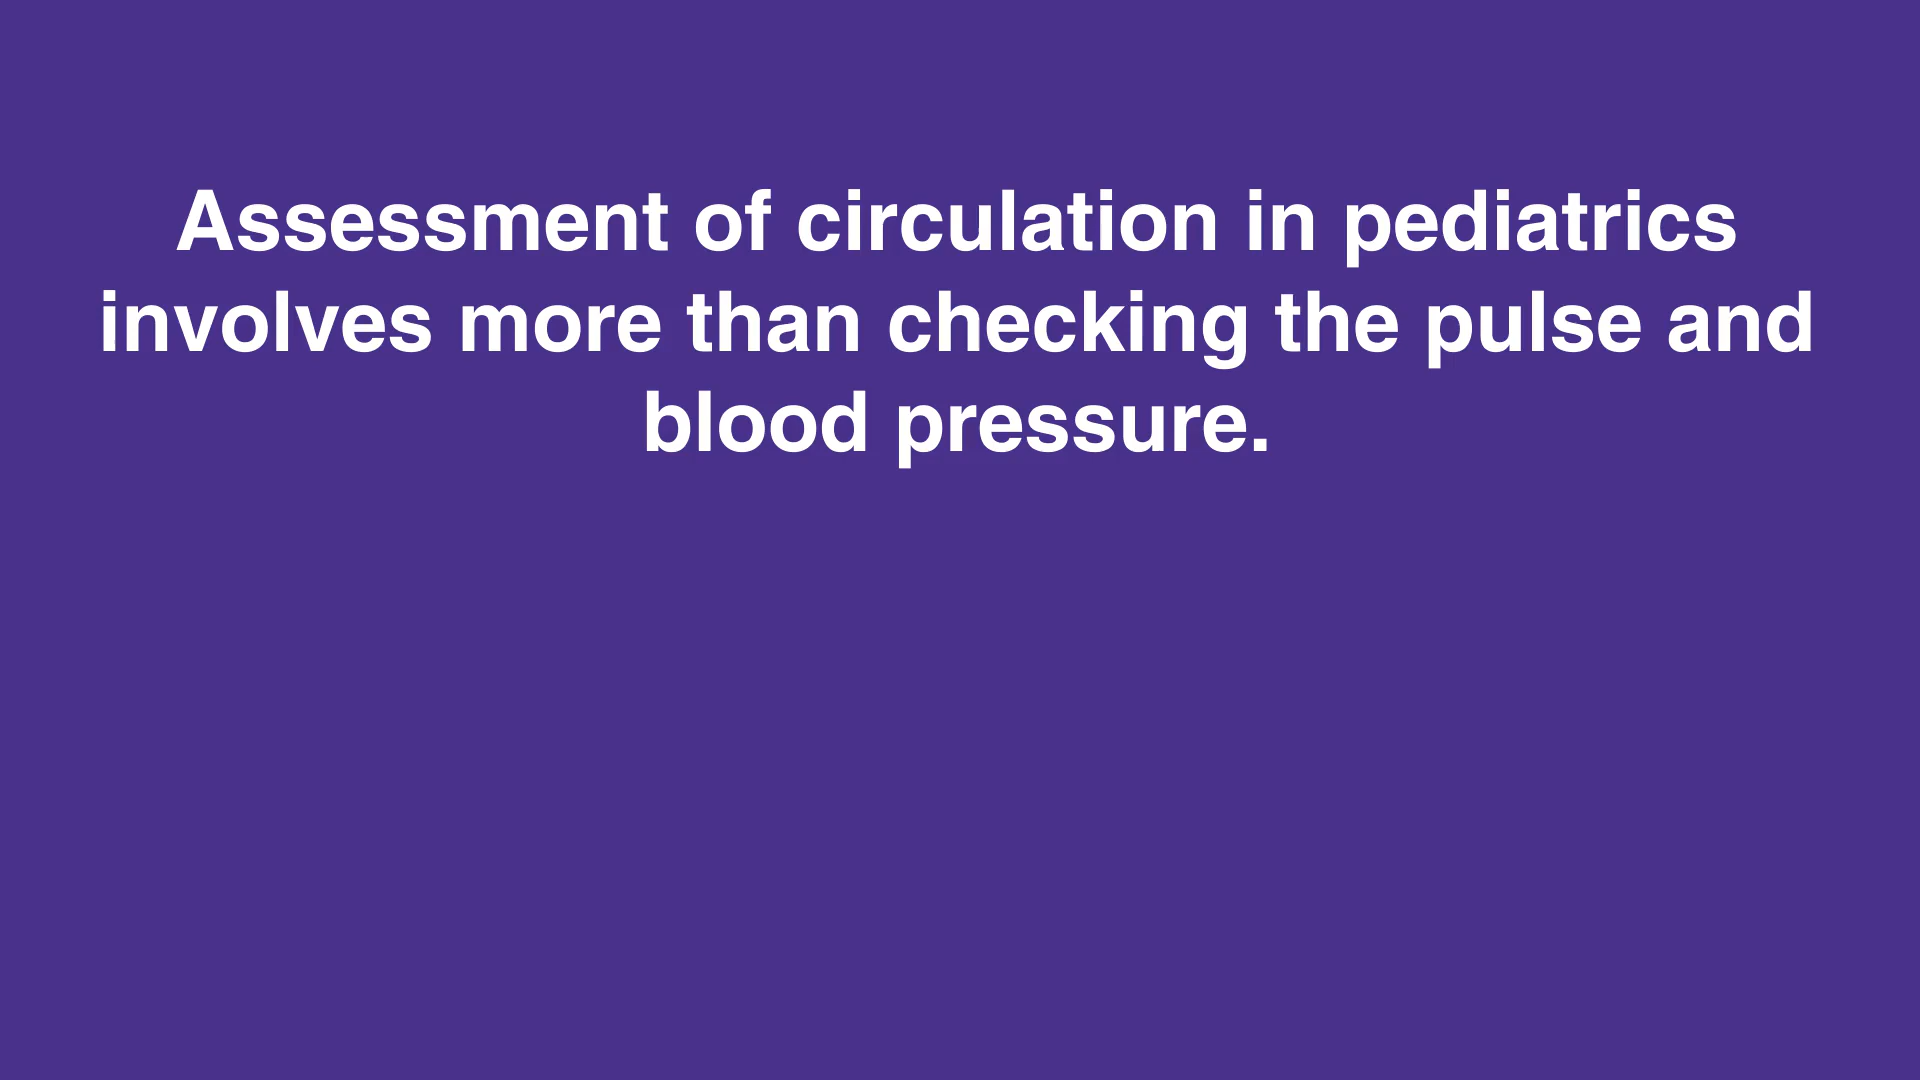 Assessment of circulation in pediatrics
involves more than checking the pulse and
blood pressure.